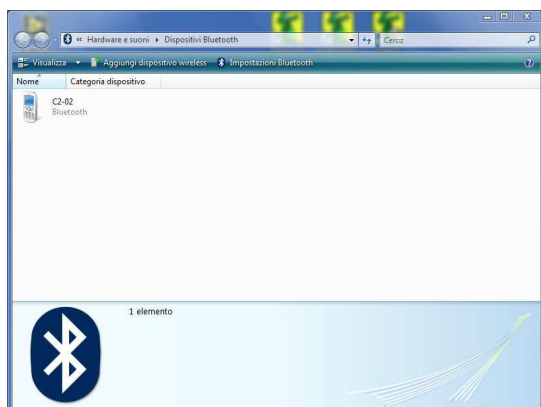 « Hardware e suoni ▸ Dispositivi Bluetooth
Cerca
Visualizza Aggiungi dispositivo wireless Impostazioni Bluetooth
Nome Categoria dispositivo
C2-02
Bluetooth
1 elemento